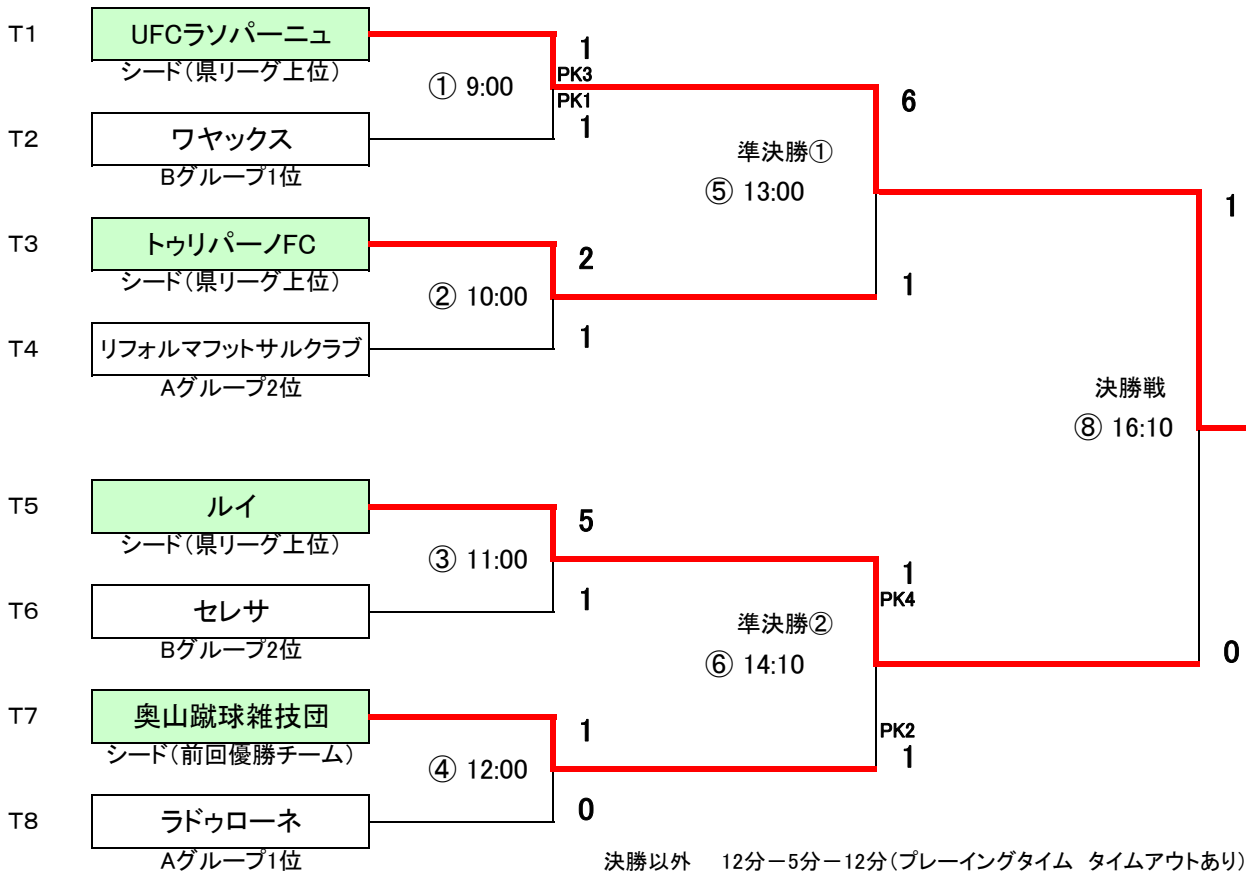 T1
UFCラソパーニュ
シード(県リーグ上位)
① 9:00
1
PK3
PK1
1
T2
ワヤックス
Bグループ1位
6
準決勝①
⑤ 13:00
1
T3
トゥリパーノFC
シード(県リーグ上位)
② 10:00
2
1
T4
リフォルマフットサルクラブ
Aグループ2位
1
決勝戦
⑧ 16:10
0
T5
ルイ
シード(県リーグ上位)
③ 11:00
5
1
T6
セレサ
Bグループ2位
1
PK4
準決勝②
⑥ 14:10
PK2
1
T7
奥山蹴球雑技団
シード(前回優勝チーム)
④ 12:00
1
0
T8
ラドゥローネ
Aグループ1位
決勝以外 12分－5分－12分(プレーイングタイム タイムアウトあり)